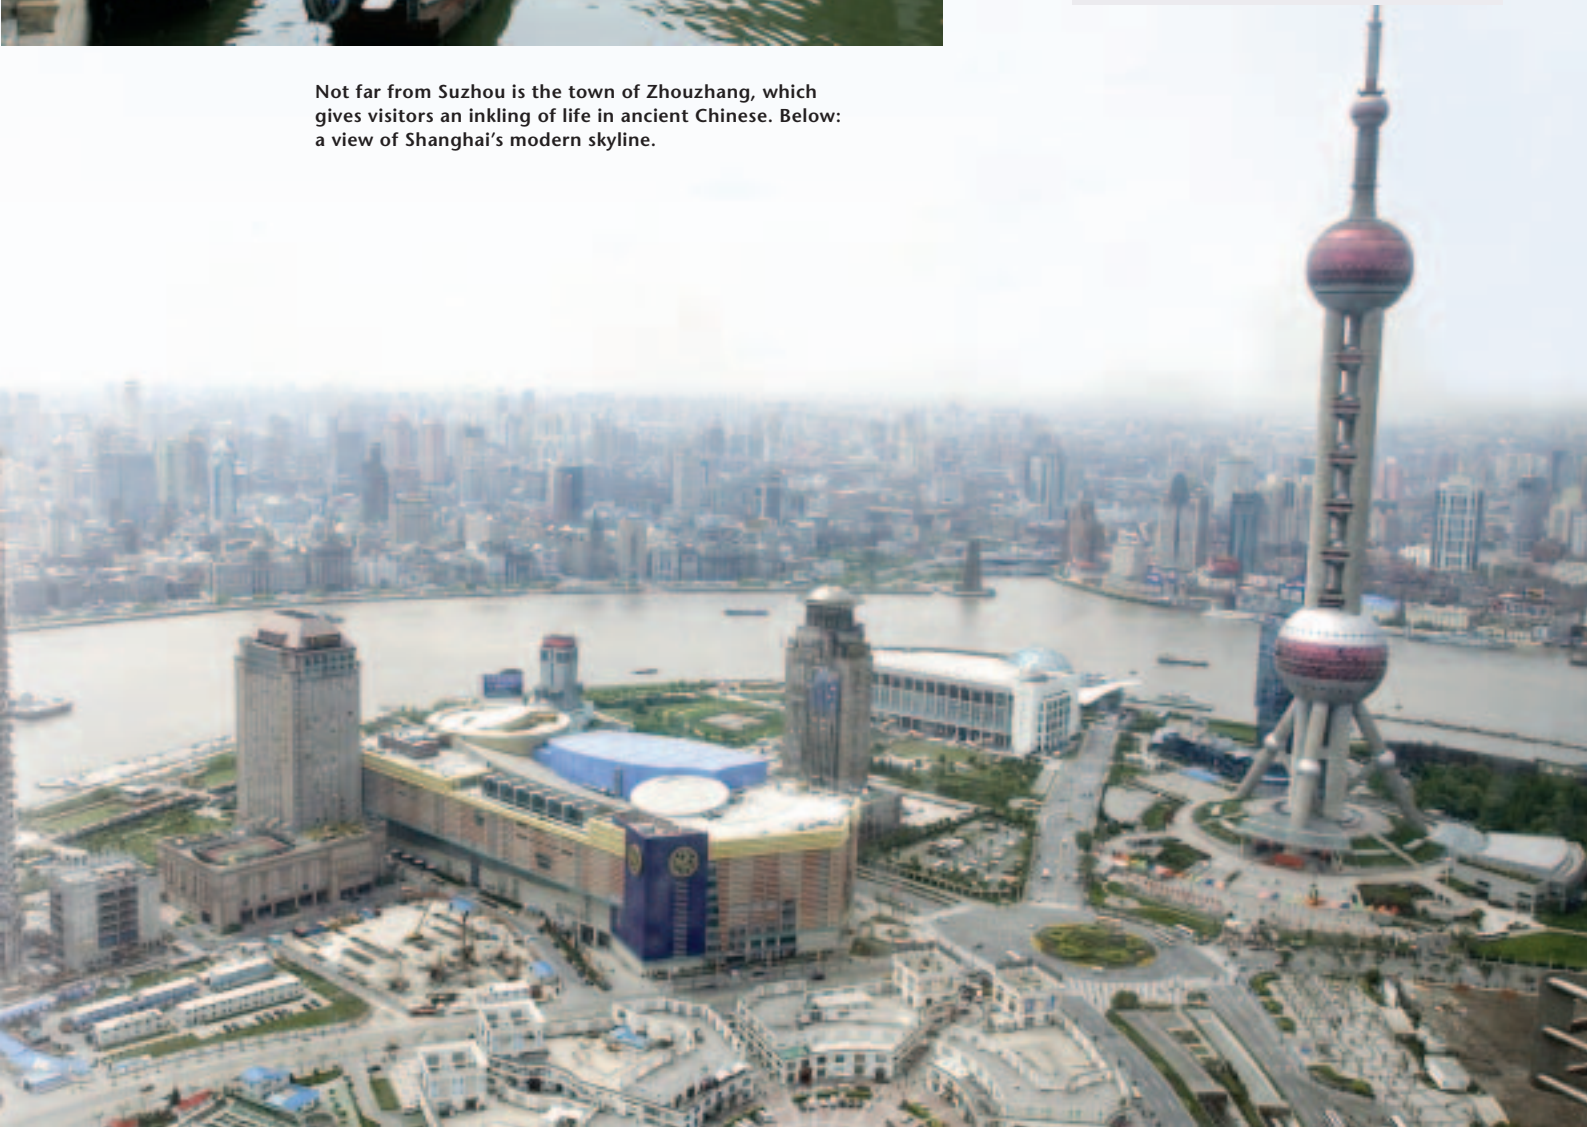 Not far from Suzhou is the town of Zhouzhang, which
gives visitors an inkling of life in ancient Chinese. Below:
a view of Shanghai’s modern skyline.